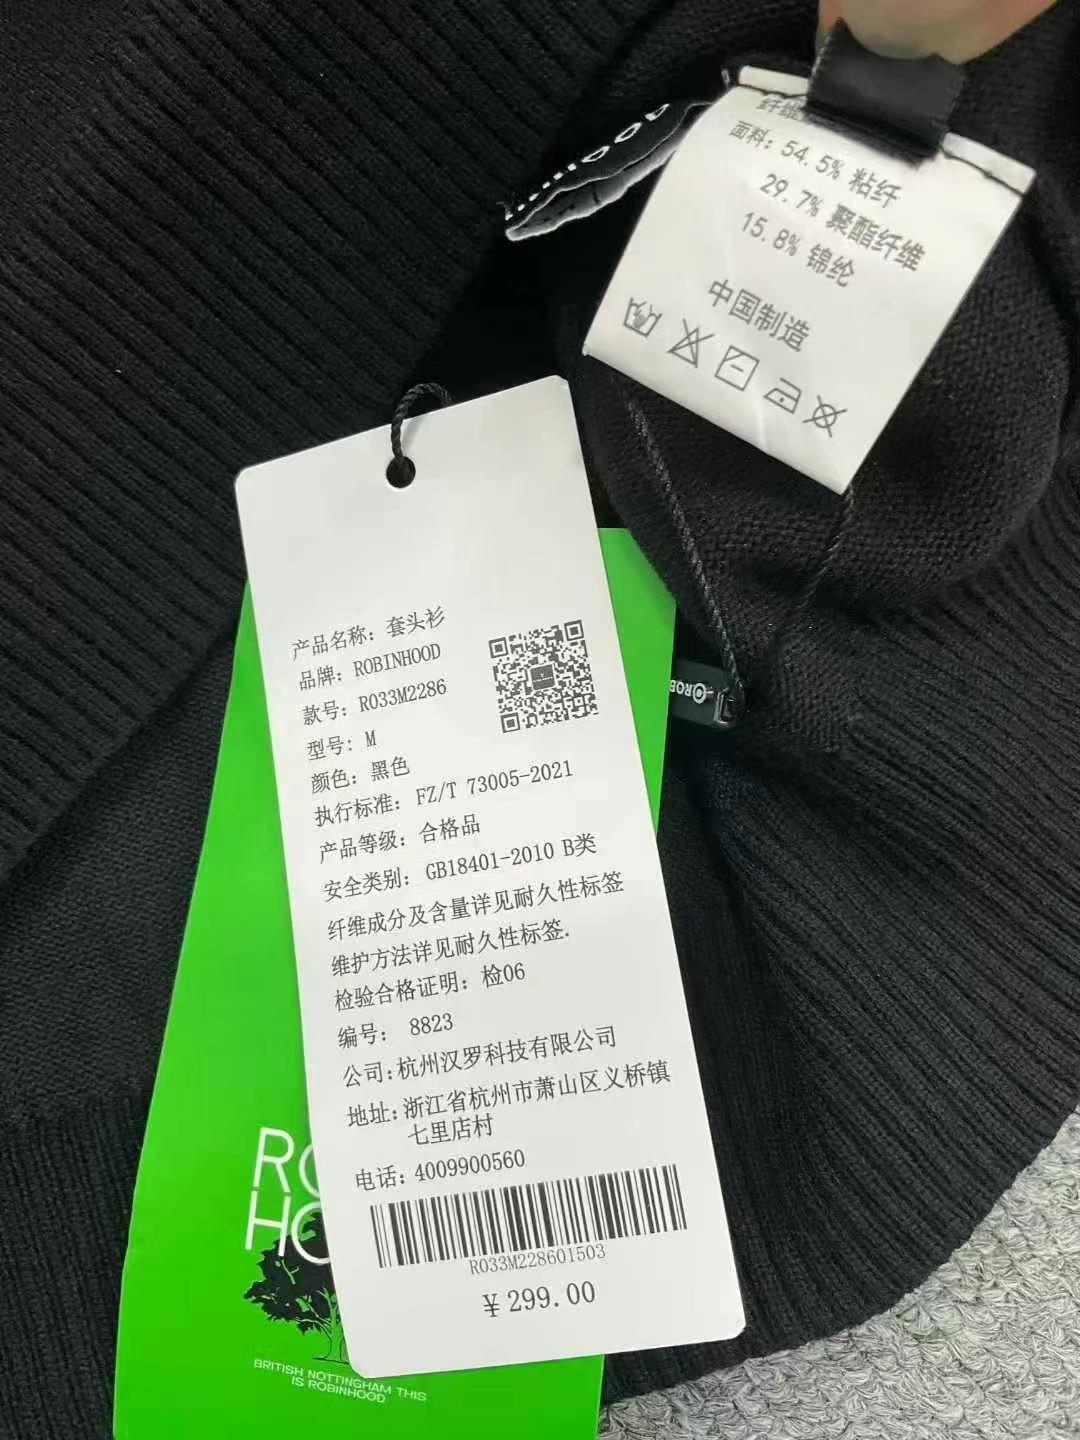 面料: 54.5% 粘纤
29.7% 聚酯纤维
15.8% 锦纶
中国制造
产品名称: 套头衫
品牌: ROBINHOOD
款号: R033M2286
型号: M
颜色: 黑色
执行标准: FZ/T 73005-2021
产品等级: 合格品
安全类别: GB18401-2010 B类
纤维成分及含量详见耐久性标签
维护方法详见耐久性标签.
检验合格证明: 检06
编号: 8823
公司:杭州汉罗科技有限公司
地址:浙江省杭州市萧山区义桥镇
七里店村
电话: 4009900560
R033M228601503
¥299.00
BRITISH NOTTINGHAM THIS
IS ROBINHOOD